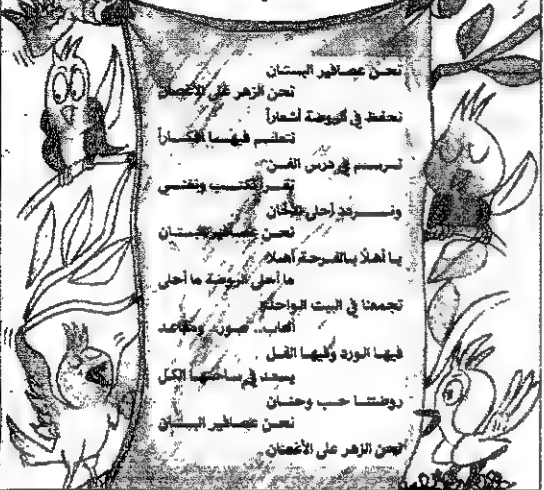 نحن عصافير البستان
نحن الزهر على الأغصان
نحفظ في الروضة أشعاراً
نتعلم فيها أفكاراً
نرسم في درس الفن
نقرأ نكتب ونغني
ونردد أحلى الألحان
نحن عصافير البستان
يا أهلاً بالفرحة أهلا
ما أحلى الروضة ما أحلى
تجمعنا في البيت الواحد
ألعاب.. صور.. ومقاعد
فيها الورد وفيها الفل
يسعد في ساحتها الكل
روضتنا حب وحنان
نحن عصافير البستان
نحن الزهر على الأغصان